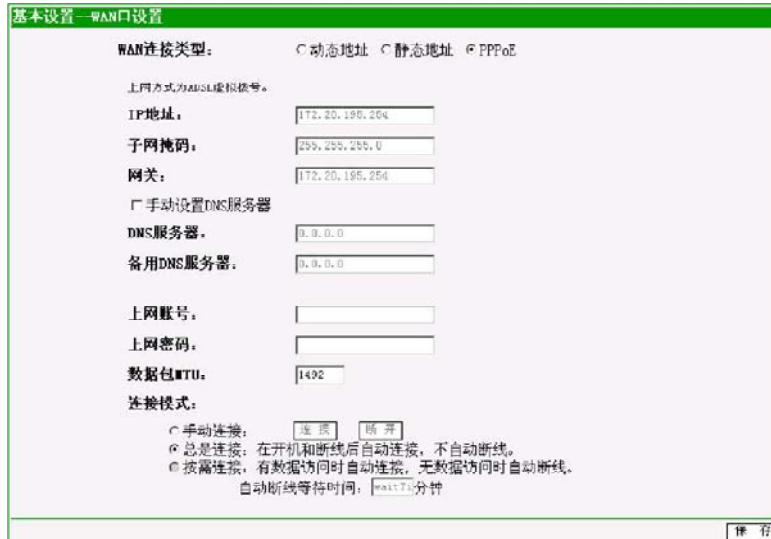 基本设置--WAN口设置
WAN连接类型： 动态地址 静态地址 PPPoE
上网方式为ADSL虚拟拨号。
IP地址：
子网掩码： 255.255.255.0
网关： 172.20.195.254
手动设置DNS服务器
DNS服务器： 0.0.0.0
备用DNS服务器： 0.0.0.0
上网账号：
上网密码：
数据包MTU： 1492
连接模式：
手动连接： 连接 断开
总是连接：在开机和断线后自动连接，不自动断线。
按需连接，有数据访问时自动连接，无数据访问时自动断线。
自动断线等待时间： waitTi 分钟
保 存